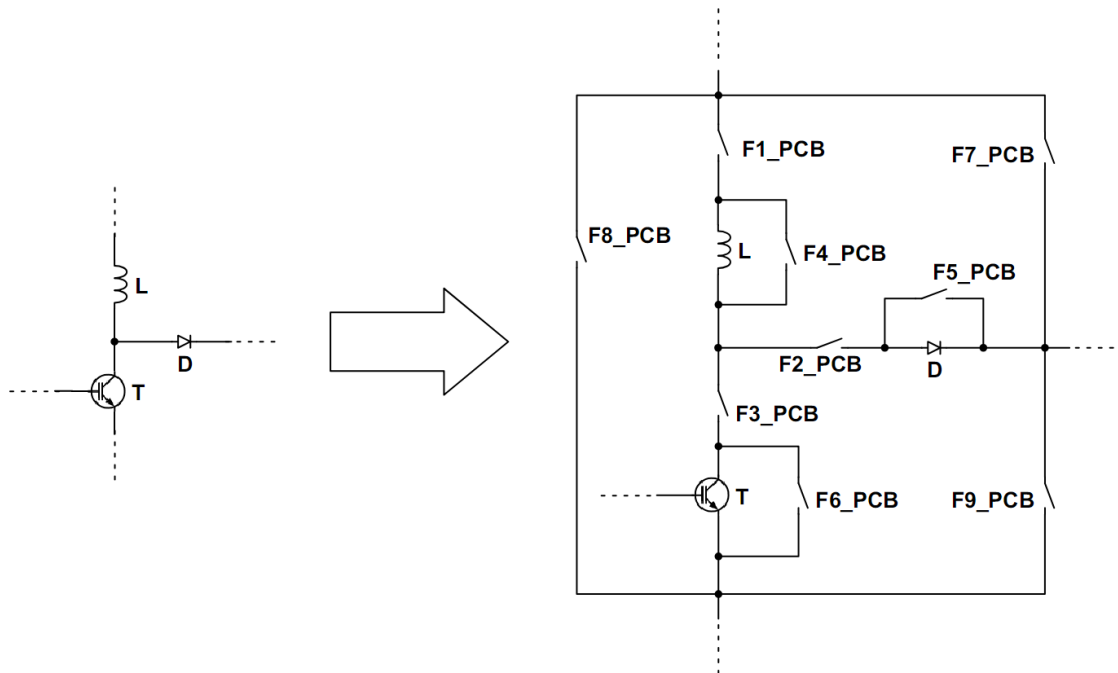 L
D
T
F1_PCB
F7_PCB
F8_PCB
L
F4_PCB
F5_PCB
F2_PCB
D
F3_PCB
T
F6_PCB
F9_PCB